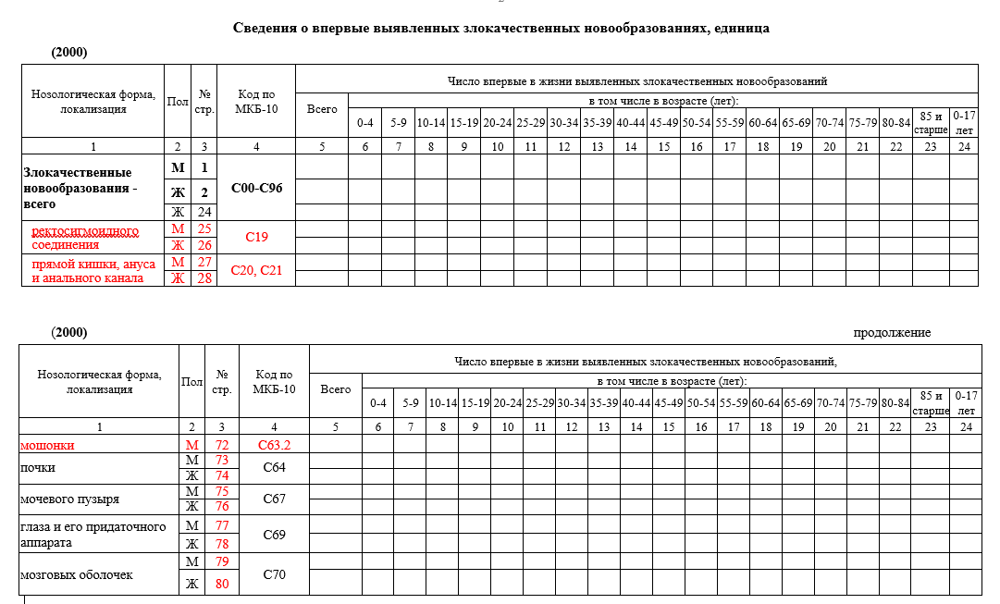 Сведения о впервые выявленных злокачественных новообразованиях, единица
(2000)
Нозологическая форма, локализация Пол № стр. Код по МКБ-10 Число впервые в жизни выявленных злокачественных новообразований
Всего в том числе в возрасте (лет):
0-4 5-9 10-14 15-19 20-24 25-29 30-34 35-39 40-44 45-49 50-54 55-59 60-64 65-69 70-74 75-79 80-84 85 и старше 0-17 лет
1 2 3 4 5 6 7 8 9 10 11 12 13 14 15 16 17 18 19 20 21 22 23 24
Злокачественные новообразования - всего М 1 С00-С96
Ж 2
Ж 24
ректосигмоидного соединения М 25 С19
Ж 26
прямой кишки, ануса и анального канала М 27 С20, С21
Ж 28
(2000) продолжение
Нозологическая форма, локализация Пол № стр. Код по МКБ-10 Число впервые в жизни выявленных злокачественных новообразований,
Всего в том числе в возрасте (лет):
0-4 5-9 10-14 15-19 20-24 25-29 30-34 35-39 40-44 45-49 50-54 55-59 60-64 65-69 70-74 75-79 80-84 85 и старше 0-17 лет
1 2 3 4 5 6 7 8 9 10 11 12 13 14 15 16 17 18 19 20 21 22 23 24
мошонки М 72 С63.2
почки М 73 С64
Ж 74
мочевого пузыря М 75 С67
Ж 76
глаза и его придаточного аппарата М 77 С69
Ж 78
мозговых оболочек М 79 С70
Ж 80